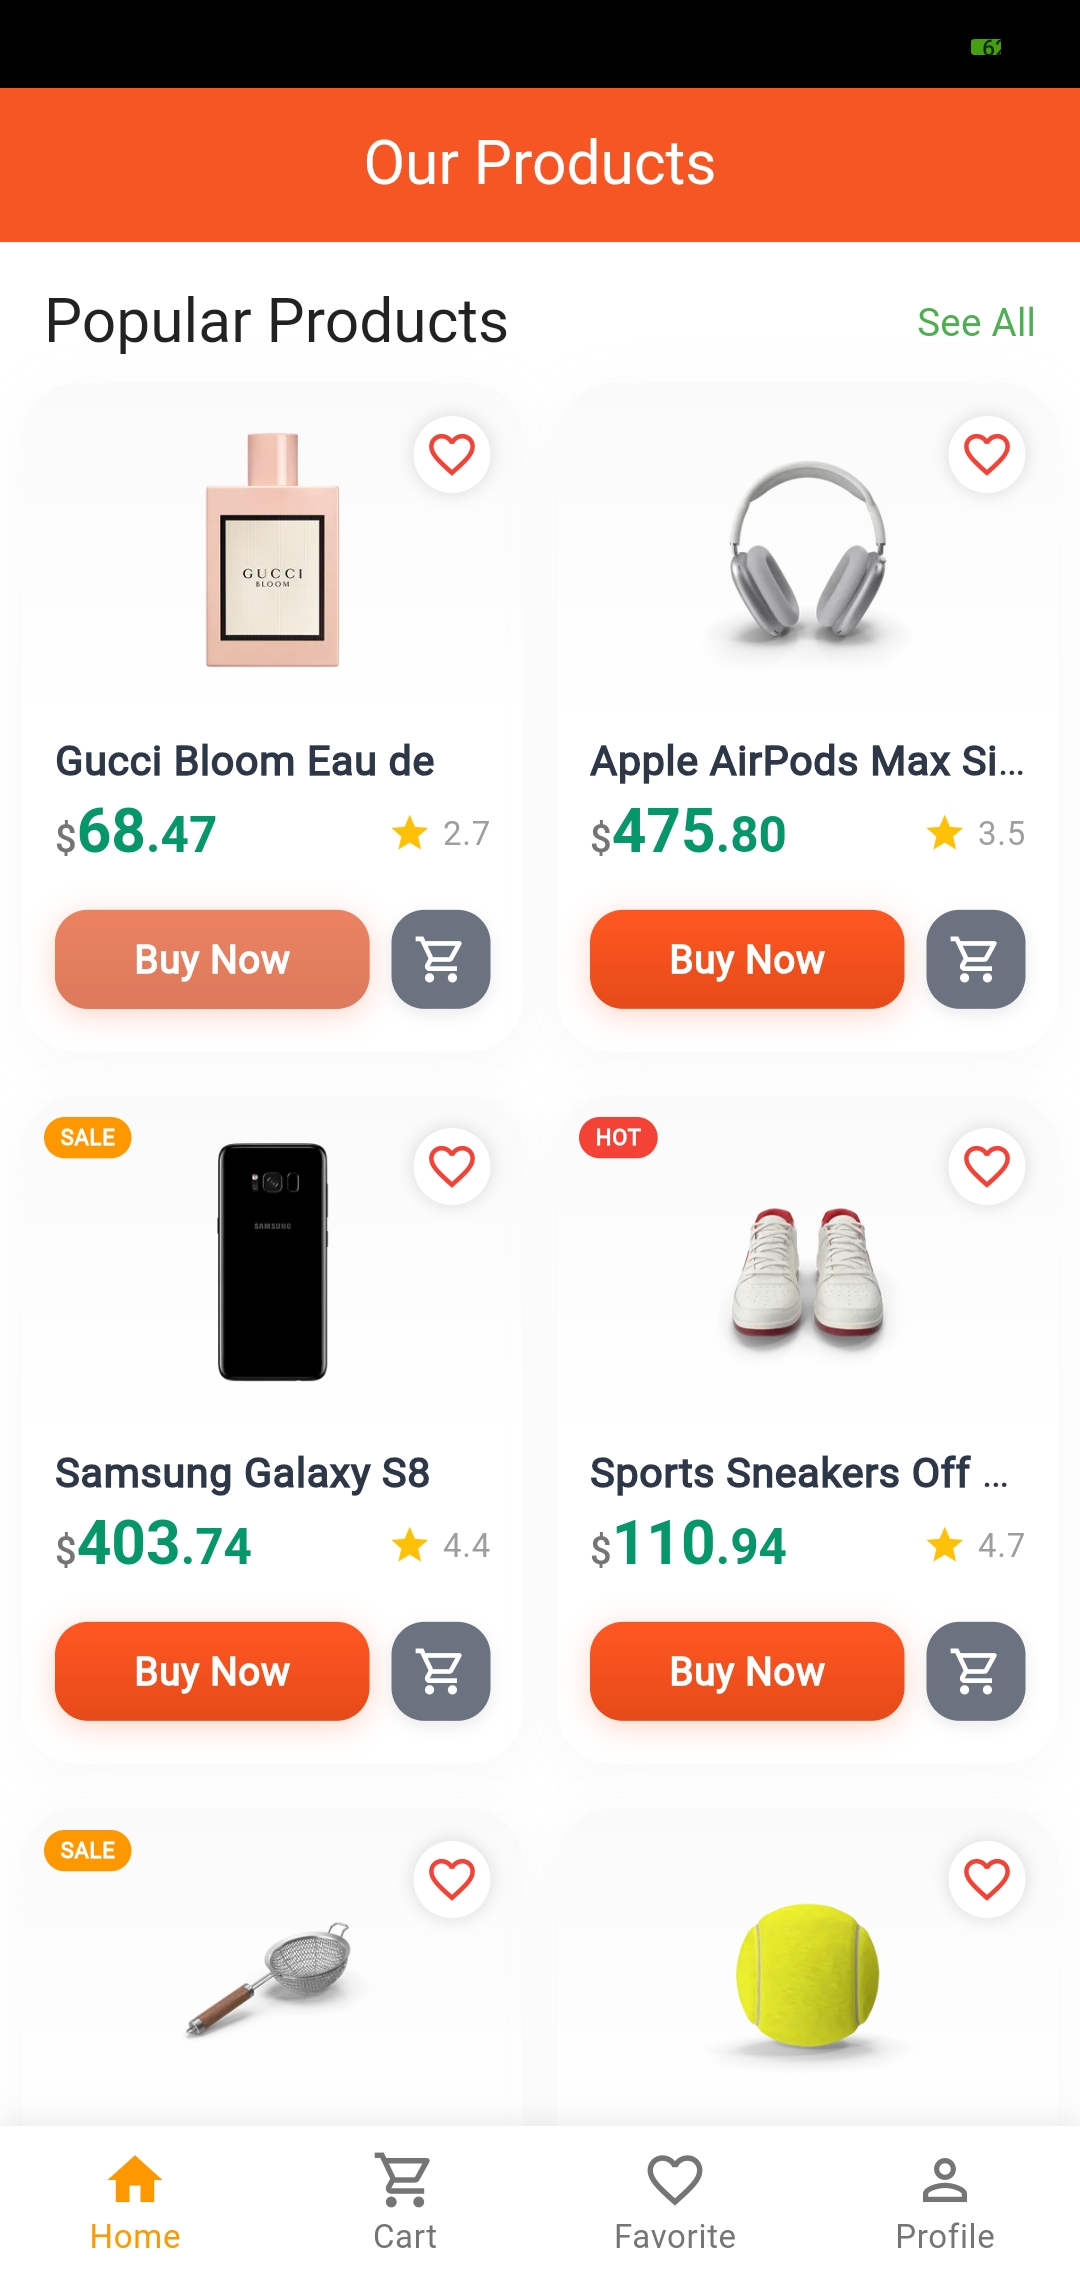 Our Products
Popular Products
See All
GUCCI
BLOOM
Gucci Bloom Eau de
$68.47
2.7
Buy Now
Apple AirPods Max Si...
$475.80
3.5
Buy Now
SALE
SAMSUNG
Samsung Galaxy S8
$403.74
4.4
Buy Now
HOT
Sports Sneakers Off ...
$110.94
4.7
Buy Now
SALE
Home
Cart
Favorite
Profile